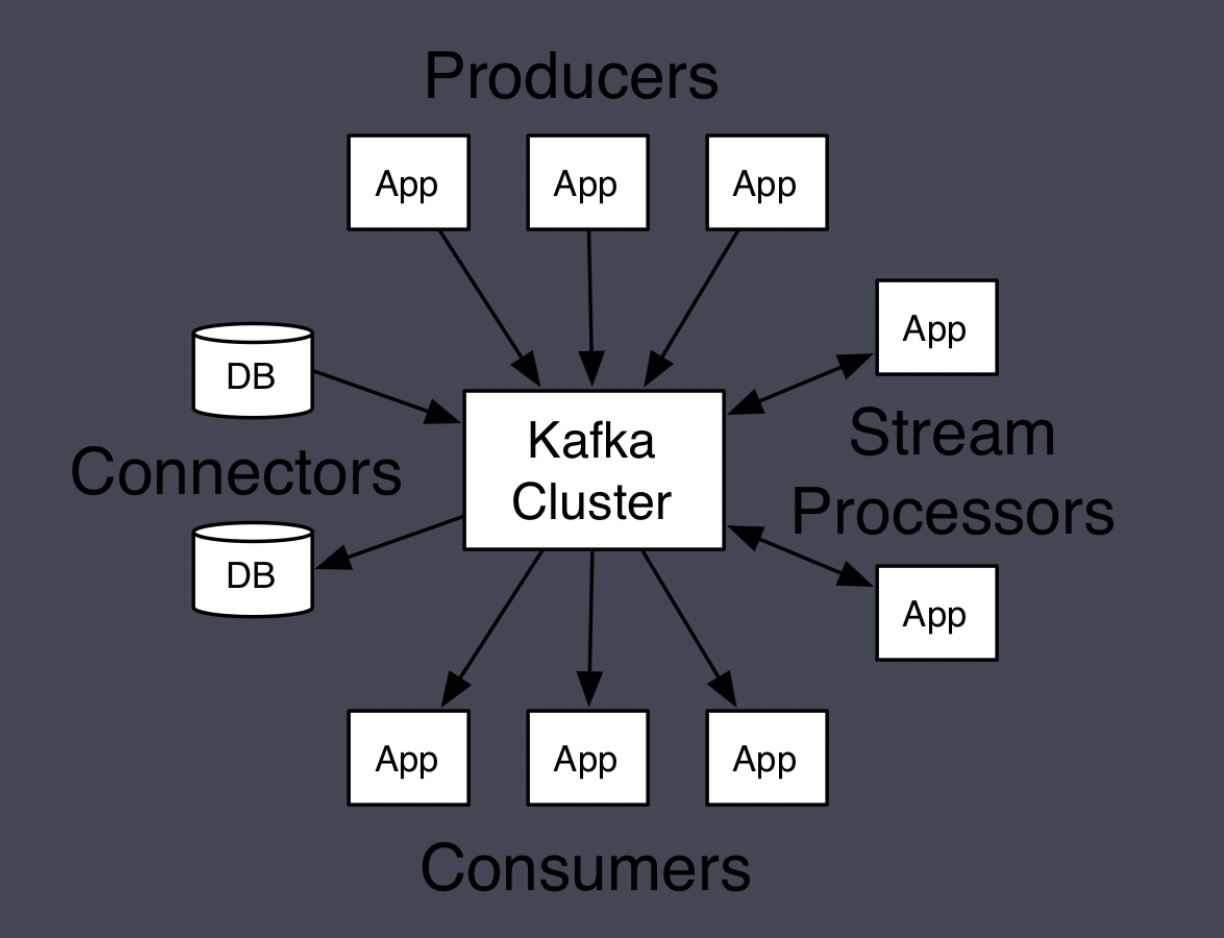 Producers
App
App
App
App
DB
Kafka
Cluster
Stream
Processors
Connectors
DB
App
App
App
App
Consumers